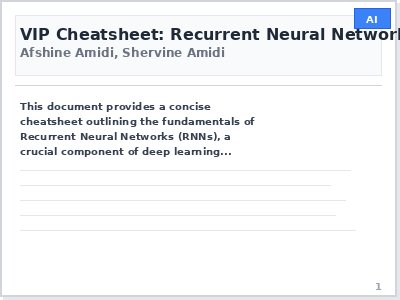 AI
VIP Cheatsheet: Recurrent Neural Networ
Afshine Amidi, Shervine Amidi
This document provides a concise
cheatsheet outlining the fundamentals of
Recurrent Neural Networks (RNNs), a
crucial component of deep learning...
1